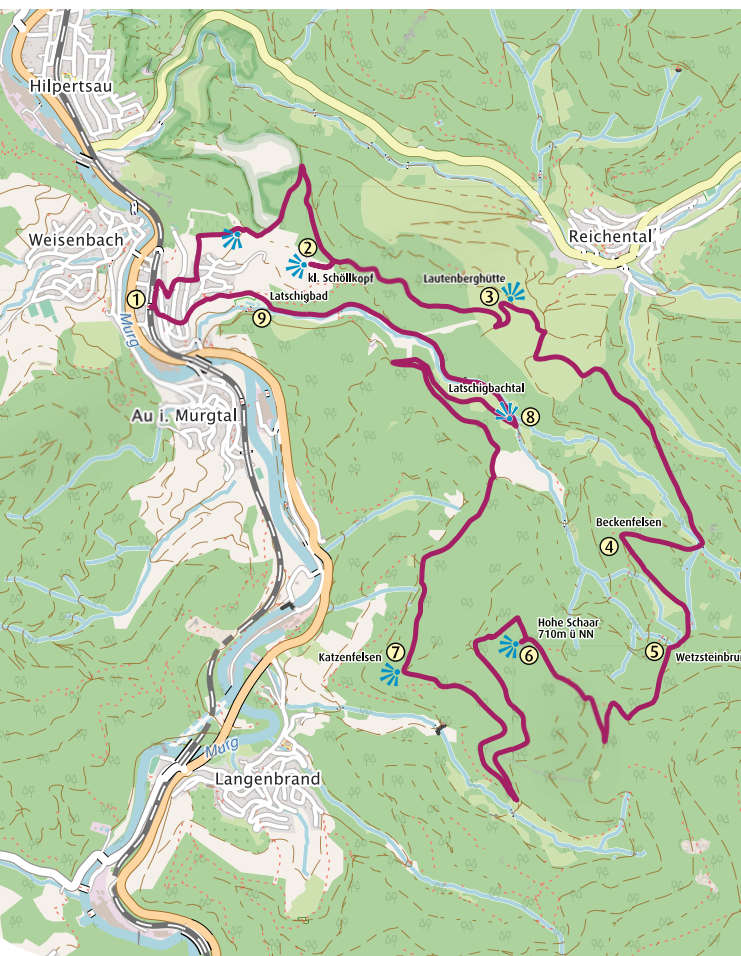 Hilpertsau
Weisenbach
Reichental
②
kl. Schöllkopf
Lautenberghütte
③
①
Latschigbad
⑨
Murg
Latschigbachtal
⑧
Au i. Murgtal
Beckenfelsen
④
Hohe Schaar
710m ü NN
⑥
⑤
Wetzsteinbru
Katzenfelsen
⑦
Murg
Langenbrand